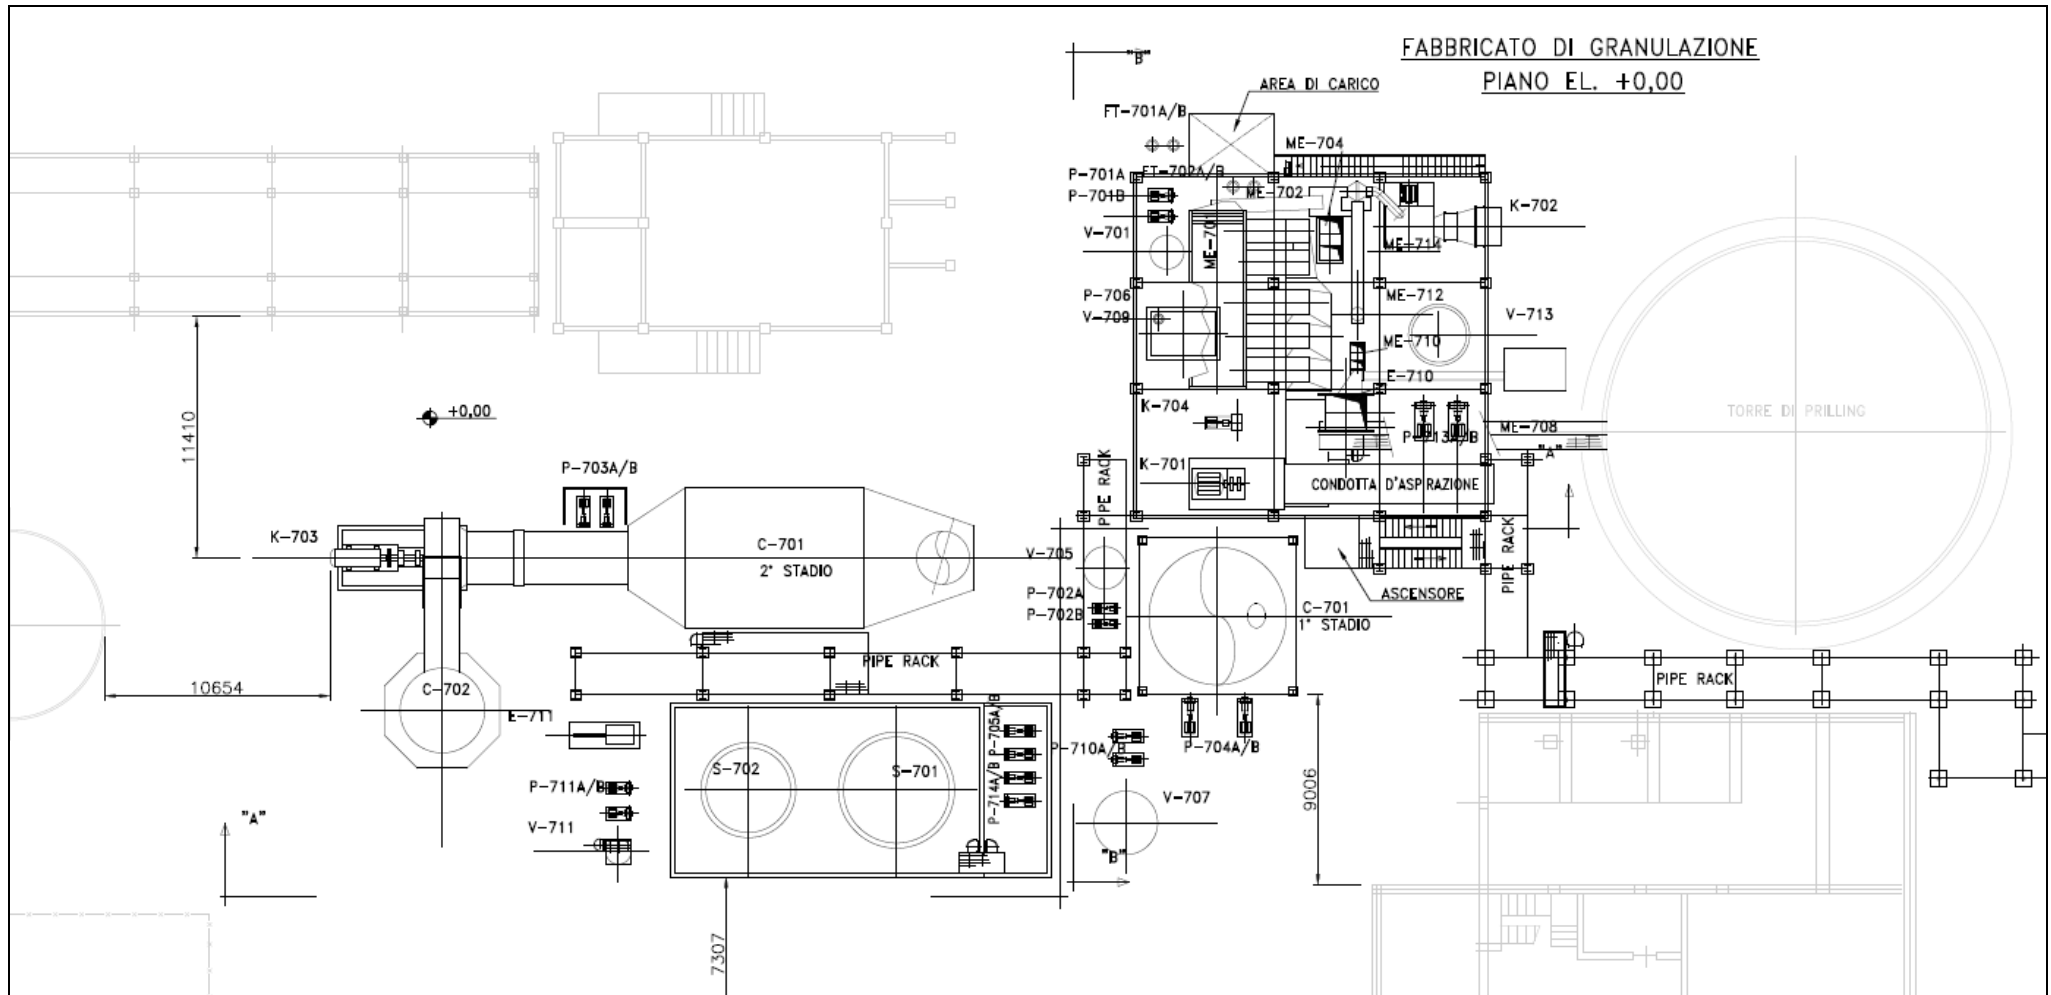 FABBRICATO DI GRANULAZIONE
PIANO EL. +0,00
"B"
AREA DI CARICO
FT-701A/B
ME-704
P-701A
FT-702A/B
P-701B
ME-702
K-702
V-701
ME-701
ME-714
P-706
ME-712
V-709
V-713
ME-710
E-710
K-704
+0,00
11410
TORRE DI PRILLING
P-713A/B
ME-708
"A"
P-703A/B
PIPE RACK
K-701
CONDOTTA D'ASPIRAZIONE
K-703
C-701
2° STADIO
V-705
PIPE RACK
P-702A
ASCENSORE
P-702B
C-701
1° STADIO
PIPE RACK
PIPE RACK
10654
C-702
E-711
P-705A/B
P-710A/B
P-704A/B
S-702
S-701
P-711A/B
P-714A/B
V-707
9006
"A"
V-711
"B"
7307